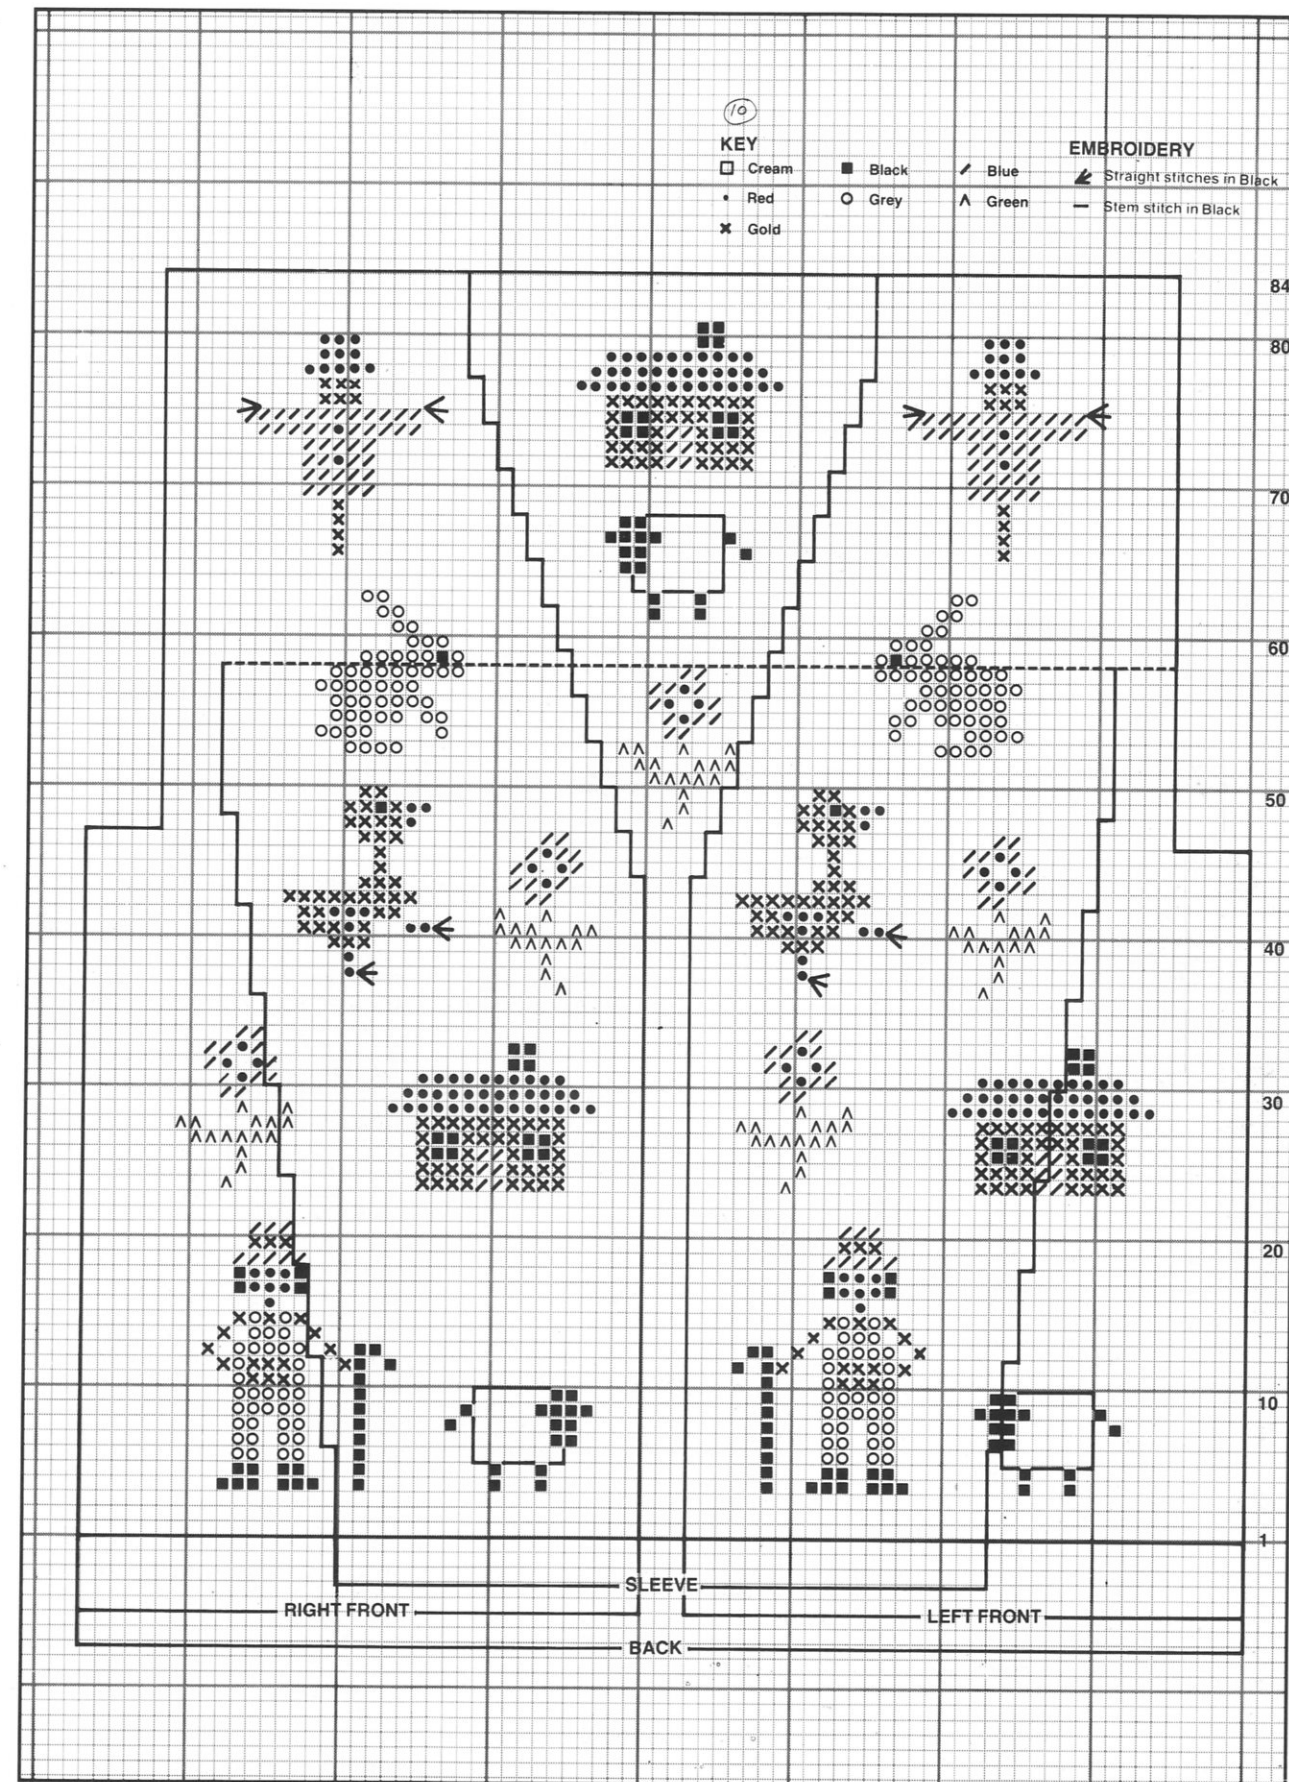 10
KEY
Cream
Black
Blue
Red
Grey
Green
Gold
EMBROIDERY
Straight stitches in Black
Stem stitch in Black
84
80
70
60
50
40
30
20
10
1
SLEEVE
RIGHT FRONT
LEFT FRONT
BACK